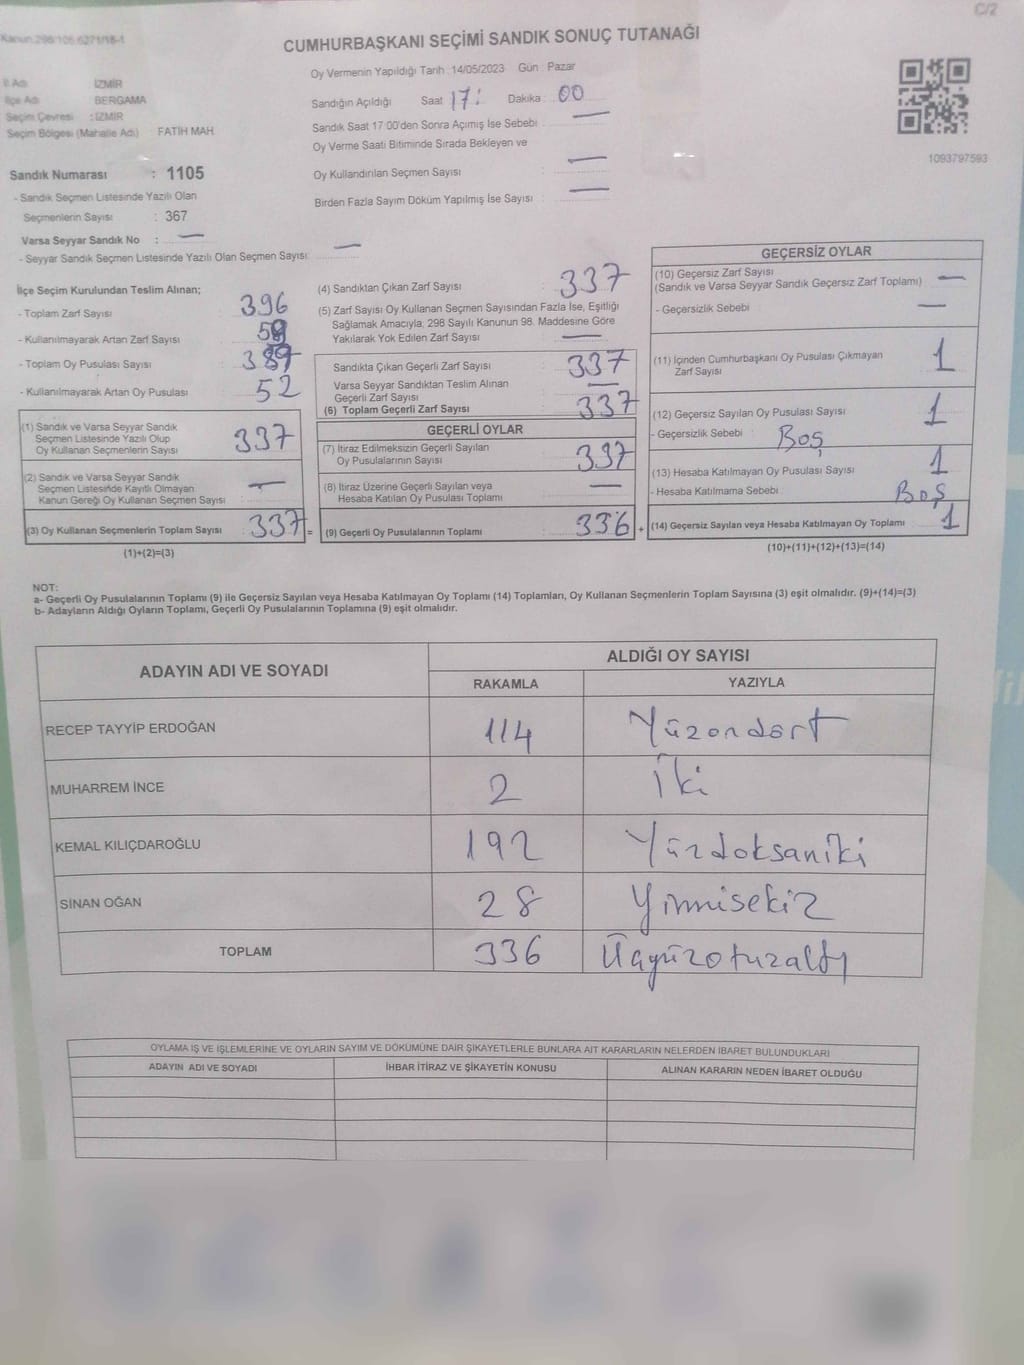 C/2
Kanun:298/105 6271/18-1
CUMHURBAŞKANI SEÇİMİ SANDIK SONUÇ TUTANAĞI
İl Adı İZMİR
İlçe Adı BERGAMA
Seçim Çevresi : İZMİR
Seçim Bölgesi (Mahalle Adı) FATİH MAH.
Sandık Numarası : 1105
- Sandık Seçmen Listesinde Yazılı Olan
Seçmenlerin Sayısı : 367
Varsa Seyyar Sandık No : —
- Seyyar Sandık Seçmen Listesinde Yazılı Olan Seçmen Sayısı: —
Oy Vermenin Yapıldığı Tarih :14/05/2023 Gün : Pazar
Sandığın Açıldığı Saat 17: Dakika : 00
Sandık Saat 17:00'den Sonra Açımış İse Sebebi : —
Oy Verme Saati Bitiminde Sırada Bekleyen ve
Oy Kullandırılan Seçmen Sayısı : —
Birden Fazla Sayım Döküm Yapılmış İse Sayısı : —
1093797593
İlçe Seçim Kurulundan Teslim Alınan;
- Toplam Zarf Sayısı : 396
- Kullanılmayarak Artan Zarf Sayısı : 59
- Toplam Oy Pusulası Sayısı : 389
- Kullanılmayarak Artan Oy Pusulası : 52
(1) Sandık ve Varsa Seyyar Sandık
Seçmen Listesinde Yazılı Olup
Oy Kullanan Seçmenlerin Sayısı : 337
(2) Sandık ve Varsa Seyyar Sandık
Seçmen Listesinde Kayıtlı Olmayan
Kanun Gereği Oy Kullanan Seçmen Sayısı : —
(3) Oy Kullanan Seçmenlerin Toplam Sayısı : 337 =
(1)+(2)=(3)
(4) Sandıktan Çıkan Zarf Sayısı : 337
(5) Zarf Sayısı Oy Kullanan Seçmen Sayısından Fazla İse, Eşitliği
Sağlamak Amacıyla, 298 Sayılı Kanunun 98. Maddesine Göre
Yakılarak Yok Edilen Zarf Sayısı : —
Sandıkta Çıkan Geçerli Zarf Sayısı : 337
Varsa Seyyar Sandıktan Teslim Alınan
Geçerli Zarf Sayısı : —
(6) Toplam Geçerli Zarf Sayısı : 337
GEÇERLİ OYLAR
(7) İtiraz Edilmeksizin Geçerli Sayılan
Oy Pusulalarının Sayısı : 337
(8) İtiraz Üzerine Geçerli Sayılan veya
Hesaba Katılan Oy Pusulası Toplamı : —
(9) Geçerli Oy Pusulalarının Toplamı : 336 +
GEÇERSİZ OYLAR
(10) Geçersiz Zarf Sayısı
(Sandık ve Varsa Seyyar Sandık Geçersiz Zarf Toplamı) : —
- Geçersizlik Sebebi : —
(11) İçinden Cumhurbaşkanı Oy Pusulası Çıkmayan
Zarf Sayısı : 1
(12) Geçersiz Sayılan Oy Pusulası Sayısı : 1
- Geçersizlik Sebebi : Boş
(13) Hesaba Katılmayan Oy Pusulası Sayısı : 1
- Hesaba Katılmama Sebebi : Boş
(14) Geçersiz Sayılan veya Hesaba Katılmayan Oy Toplamı : 1
(10)+(11)+(12)+(13)=(14)
NOT:
a- Geçerli Oy Pusulalarının Toplamı (9) ile Geçersiz Sayılan veya Hesaba Katılmayan Oy Toplamı (14) Toplamları, Oy Kullanan Seçmenlerin Toplam Sayısına (3) eşit olmalıdır. (9)+(14)=(3)
b- Adayların Aldığı Oyların Toplamı, Geçerli Oy Pusulalarının Toplamına (9) eşit olmalıdır.
ADAYIN ADI VE SOYADI ALDIĞI OY SAYISI
RAKAMLA YAZIYLA
RECEP TAYYİP ERDOĞAN 114 Yüzondört
MUHARREM İNCE 2 İki
KEMAL KILIÇDAROĞLU 192 Yüzdoksaniki
SİNAN OĞAN 28 Yirmisekiz
TOPLAM 336 Üçyüzotuzaltı
OYLAMA İŞ VE İŞLEMLERİNE VE OYLARIN SAYIM VE DÖKÜMÜNE DAİR ŞİKAYETLERLE BUNLARA AİT KARARLARIN NELERDEN İBARET BULUNDUKLARI
ADAYIN ADI VE SOYADI İHBAR İTİRAZ VE ŞİKAYETİN KONUSU ALINAN KARARIN NEDEN İBARET OLDUĞU